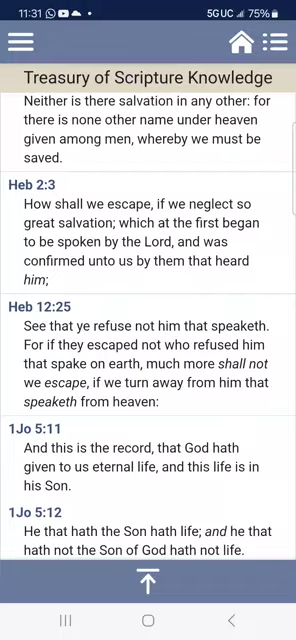 11:31
5GUC 75%
Treasury of Scripture Knowledge
Neither is there salvation in any other: for
there is none other name under heaven
given among men, whereby we must be
saved.
Heb 2:3
How shall we escape, if we neglect so
great salvation; which at the first began
to be spoken by the Lord, and was
confirmed unto us by them that heard
him;
Heb 12:25
See that ye refuse not him that speaketh.
For if they escaped not who refused him
that spake on earth, much more shall not
we escape, if we turn away from him that
speaketh from heaven:
1Jo 5:11
And this is the record, that God hath
given to us eternal life, and this life is in
his Son.
1Jo 5:12
He that hath the Son hath life; and he that
hath not the Son of God hath not life.